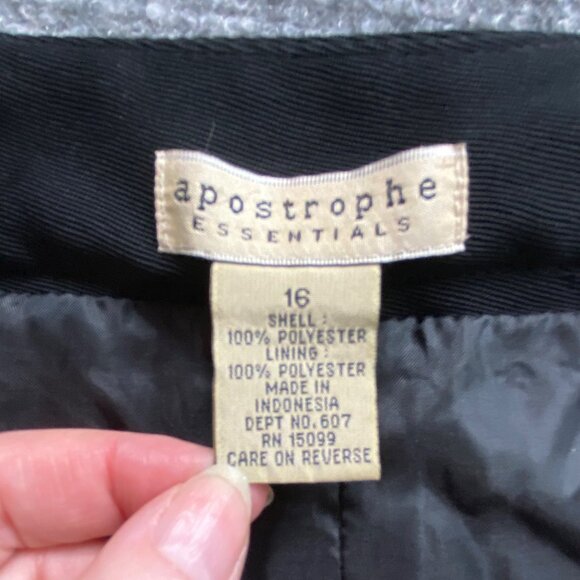 apostrophe
ESSENTIALS
16
SHELL:
100% POLYESTER
LINING:
100% POLYESTER
MADE IN
INDONESIA
DEPT NO. 607
RN 15099
CARE ON REVERSE